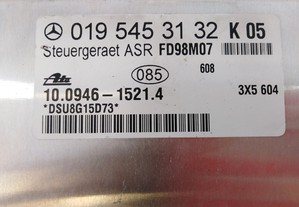 019 545 31 32 K 05
Steuergeraet ASR FD98M07
608
Ate 085
10.0946-1521.4 3X5 604
*DSU8G15D73*